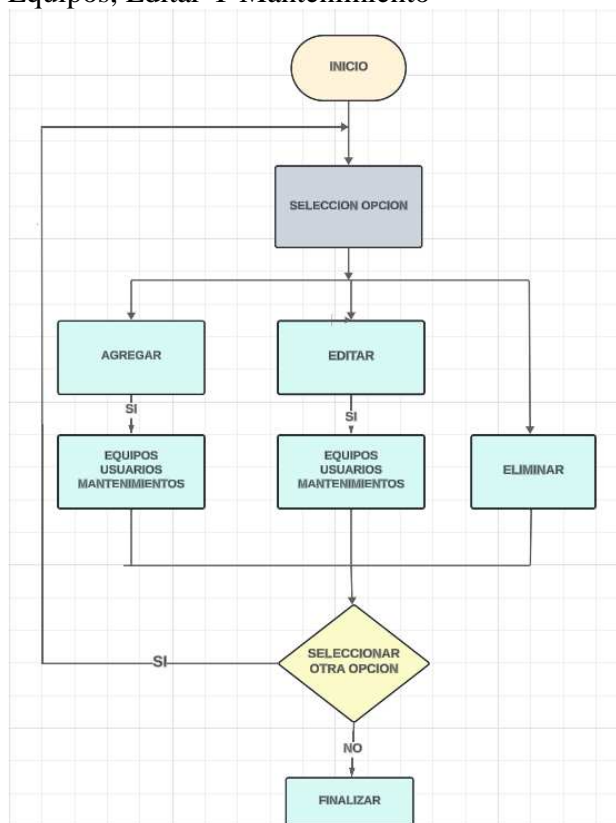 Equipos, Editar Y Mantenimiento
INICIO
SELECCION OPCION
AGREGAR
EDITAR
SI
SI
EQUIPOS
USUARIOS
MANTENIMIENTOS
EQUIPOS
USUARIOS
MANTENIMIENTOS
ELIMINAR
SELECCIONAR
OTRA OPCION
SI
NO
FINALIZAR